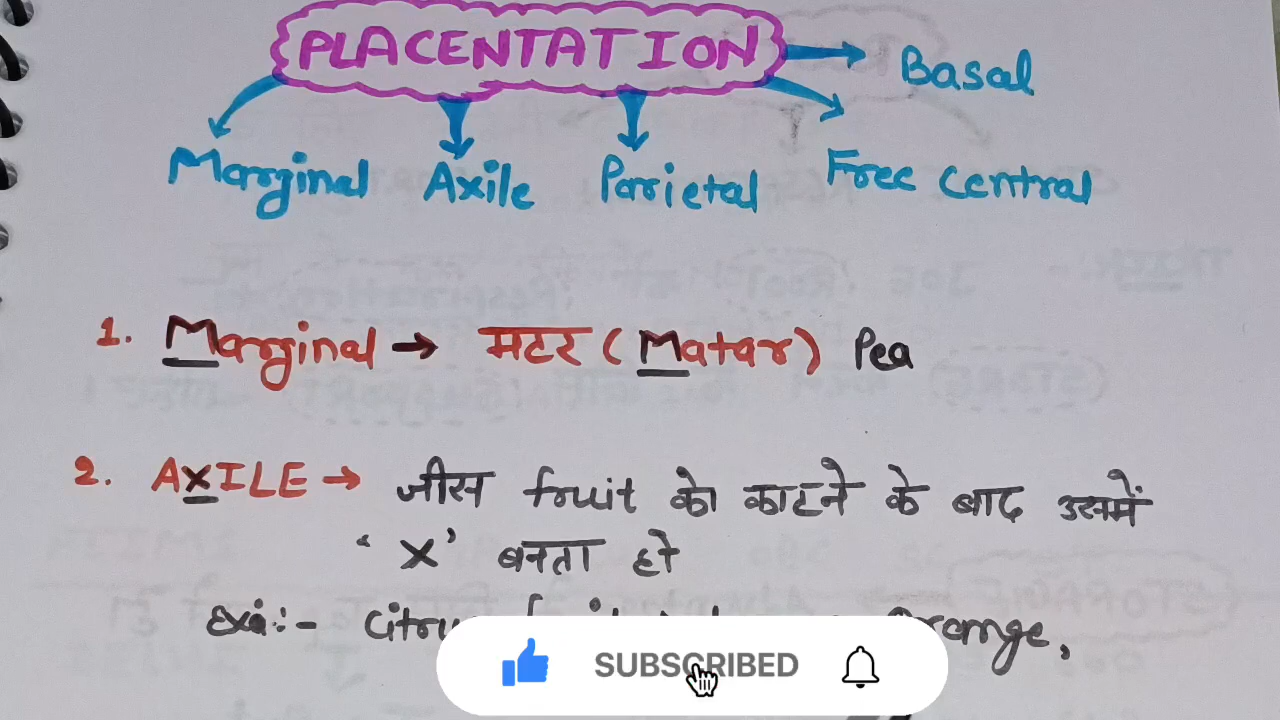 PLACENTATION
Basal
Marginal Axile Parietal Free central
1. Marginal → मटर ( Matar ) Pea
2. AXILE → जीस fruit को काटने के बाद उसमें
‘ X ’ बनता हो
Exa:- Orange,
SUBSCRIBED